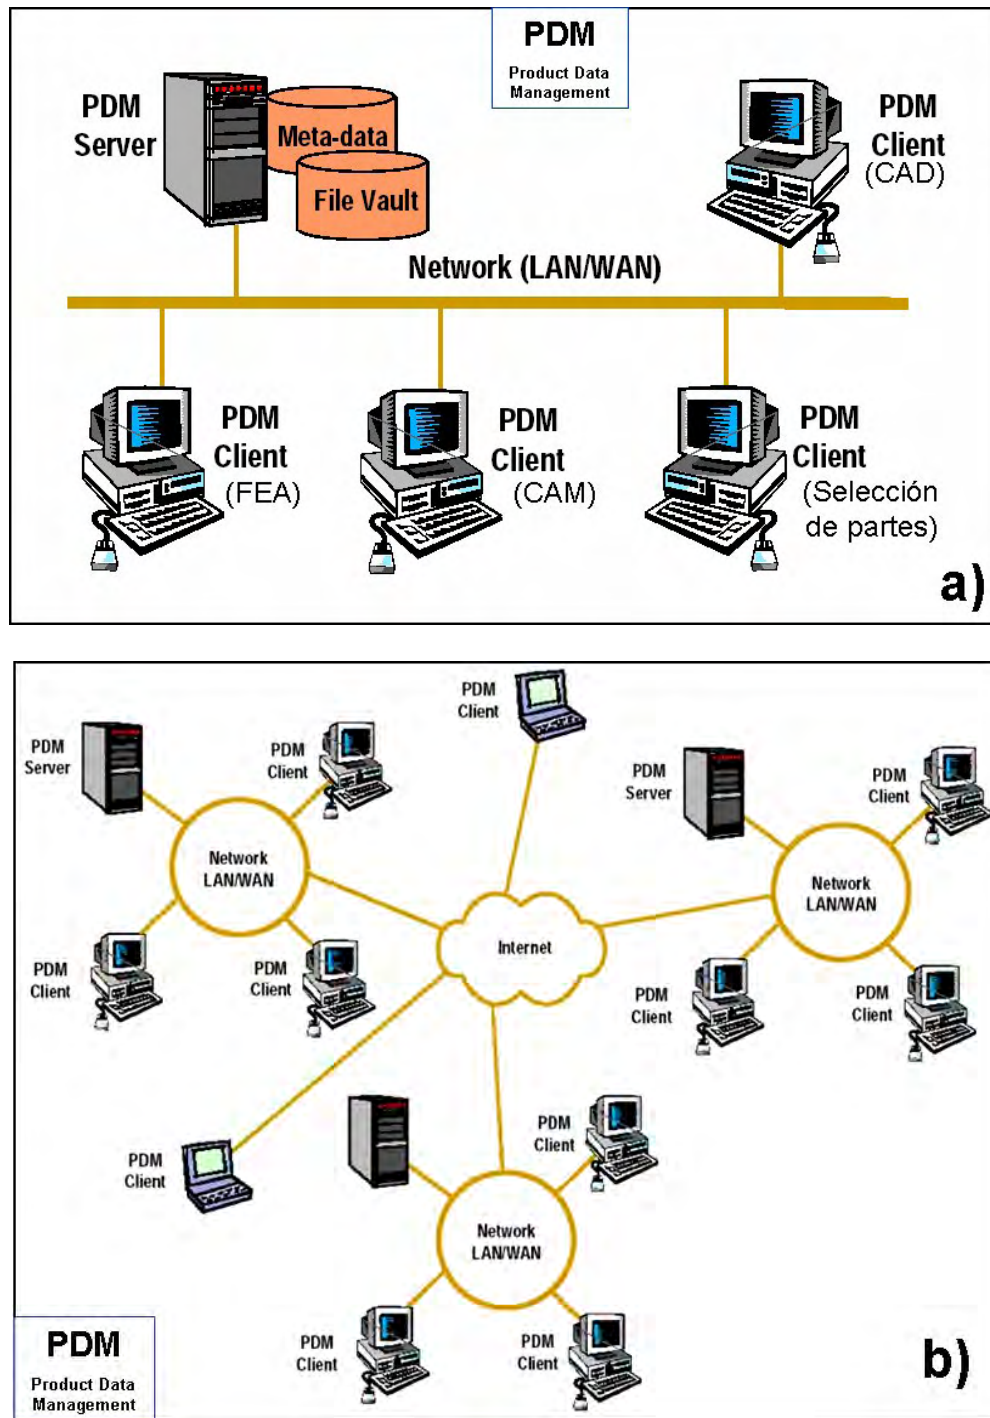 PDM
Product Data
Management
PDM
Server
Meta-data
File Vault
PDM
Client
(CAD)
Network (LAN/WAN)
PDM
Client
(FEA)
PDM
Client
(CAM)
PDM
Client
(Selección
de partes)
a)
PDM
Client
PDM
Server
PDM
Client
PDM
Server
PDM
Client
Network
LAN/WAN
Network
LAN/WAN
Internet
PDM
Client
PDM
Client
PDM
Client
PDM
Client
PDM
Client
PDM
Client
Network
LAN/WAN
PDM
Client
PDM
Client
PDM
Product Data
Management
b)